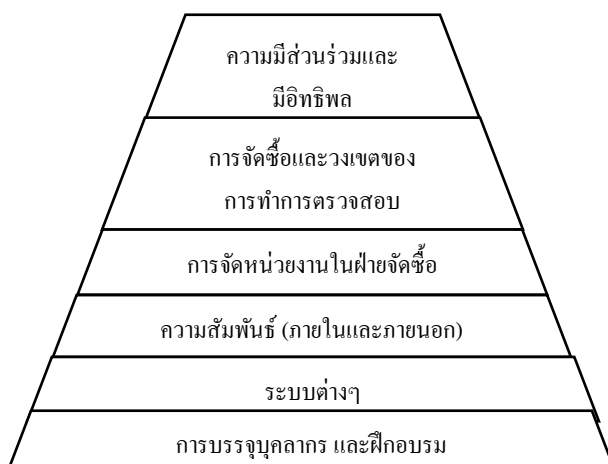 ความมีส่วนร่วมและ
มีอิทธิพล
การจัดซื้อและวงเขตของ
การทำการตรวจสอบ
การจัดหน่วยงานในฝ่ายจัดซื้อ
ความสัมพันธ์ (ภายในและภายนอก)
ระบบต่างๆ
การบรรจุบุคลากร และฝึกอบรม